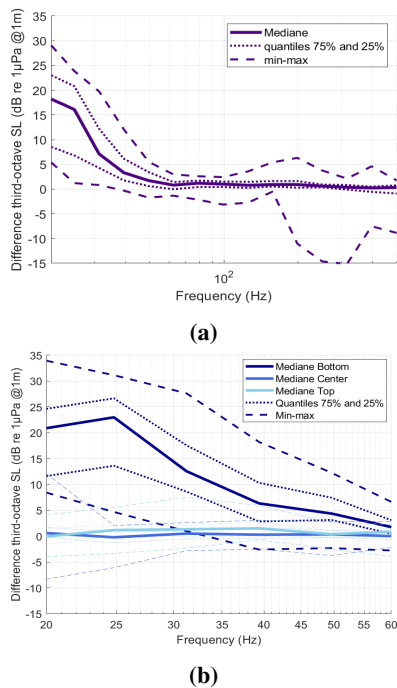 Difference third-octave SL (dB re 1μPa @1m)
35
30
25
20
15
10
5
0
-5
-10
-15
Mediane
quantiles 75% and 25%
min-max
10²
Frequency (Hz)
(a)
Difference third-octave SL (dB re 1μPa @1m)
35
30
25
20
15
10
5
0
-5
-10
-15
Mediane Bottom
Mediane Center
Mediane Top
Quantiles 75% and 25%
Min-max
20 25 30 35 40 45 50 55 60
Frequency (Hz)
(b)